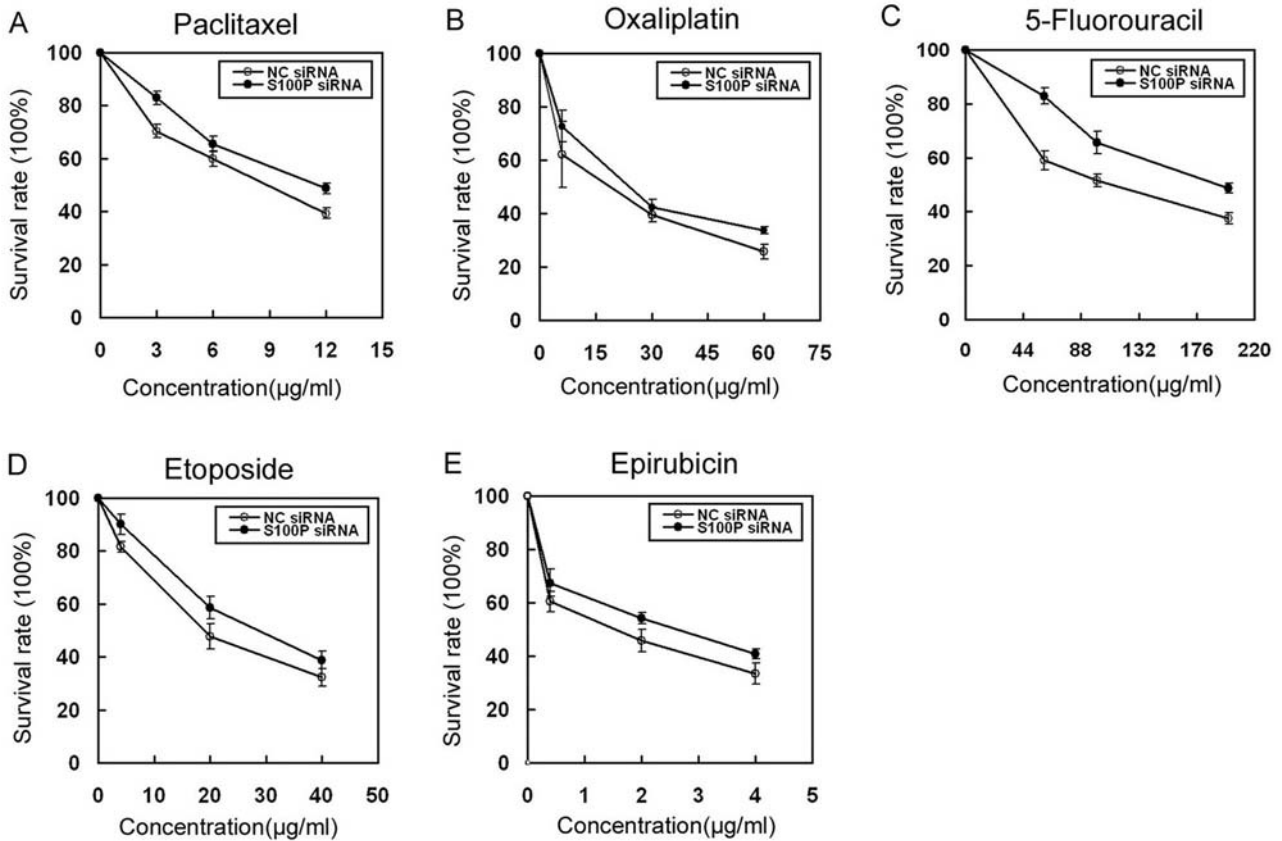 A
Paclitaxel
100
80
60
40
20
0
Survival rate (100%)
NC siRNA
S100P siRNA
0 3 6 9 12 15
Concentration(μg/ml)
B
Oxaliplatin
100
80
60
40
20
0
Survival rate (100%)
NC siRNA
S100P siRNA
0 15 30 45 60 75
Concentration(μg/ml)
C
5-Fluorouracil
100
80
60
40
20
0
Survival rate (100%)
NC siRNA
S100P siRNA
0 44 88 132 176 220
Concentration(μg/ml)
D
Etoposide
100
80
60
40
20
0
Survival rate (100%)
NC siRNA
S100P siRNA
0 10 20 30 40 50
Concentration(μg/ml)
E
Epirubicin
100
80
60
40
20
0
Survival rate (100%)
NC siRNA
S100P siRNA
0 1 2 3 4 5
Concentration(μg/ml)